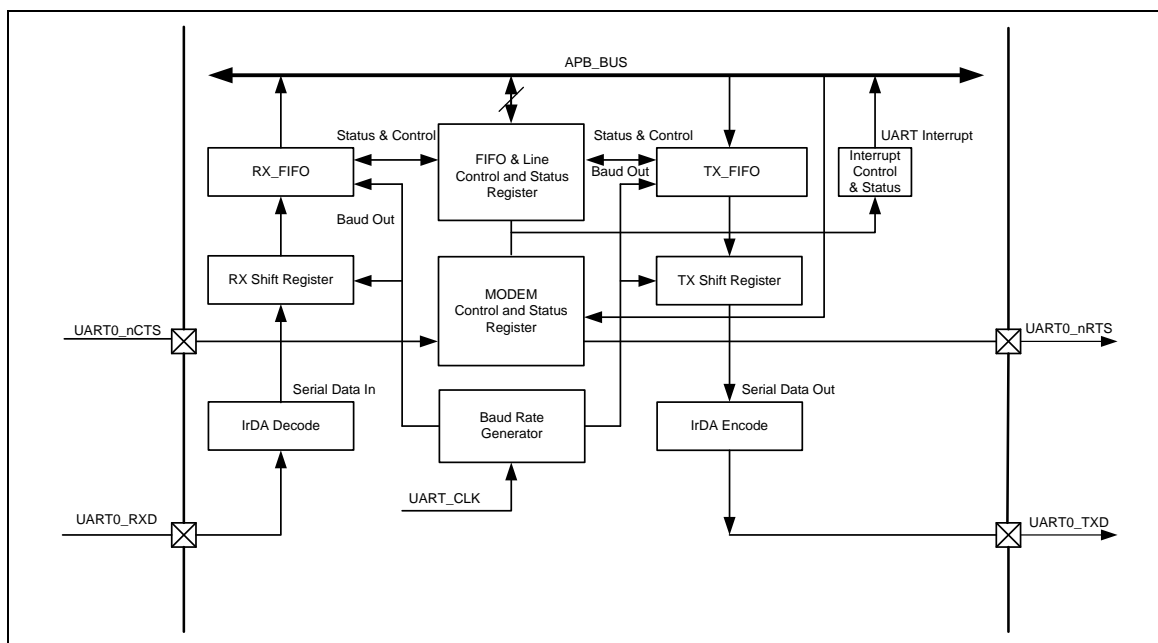 APB_BUS
Status & Control
Status & Control
UART Interrupt
RX_FIFO
FIFO & Line
Control and Status
Register
Baud Out
TX_FIFO
Interrupt
Control
& Status
Baud Out
RX Shift Register
MODEM
Control and Status
Register
TX Shift Register
UART0_nCTS
UART0_nRTS
Serial Data In
Serial Data Out
IrDA Decode
Baud Rate
Generator
IrDA Encode
UART_CLK
UART0_RXD
UART0_TXD